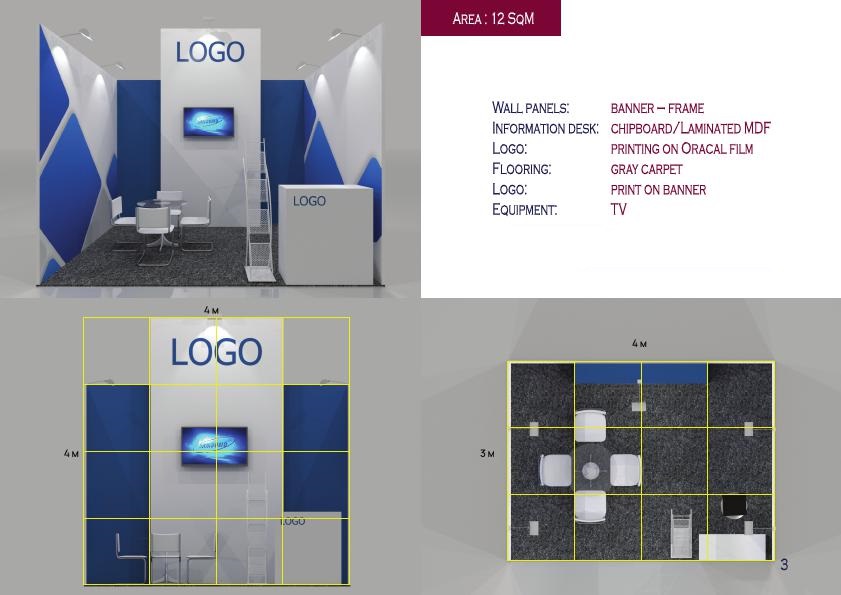 LOGO
LOGO
Area : 12 SqM
Wall panels: banner – frame
Information desk: chipboard/Laminated MDF
Logo: printing on Oracal film
Flooring: gray carpet
Logo: print on banner
Equipment: TV
4 м
LOGO
4 м
LOGO
4 м
3 м
3